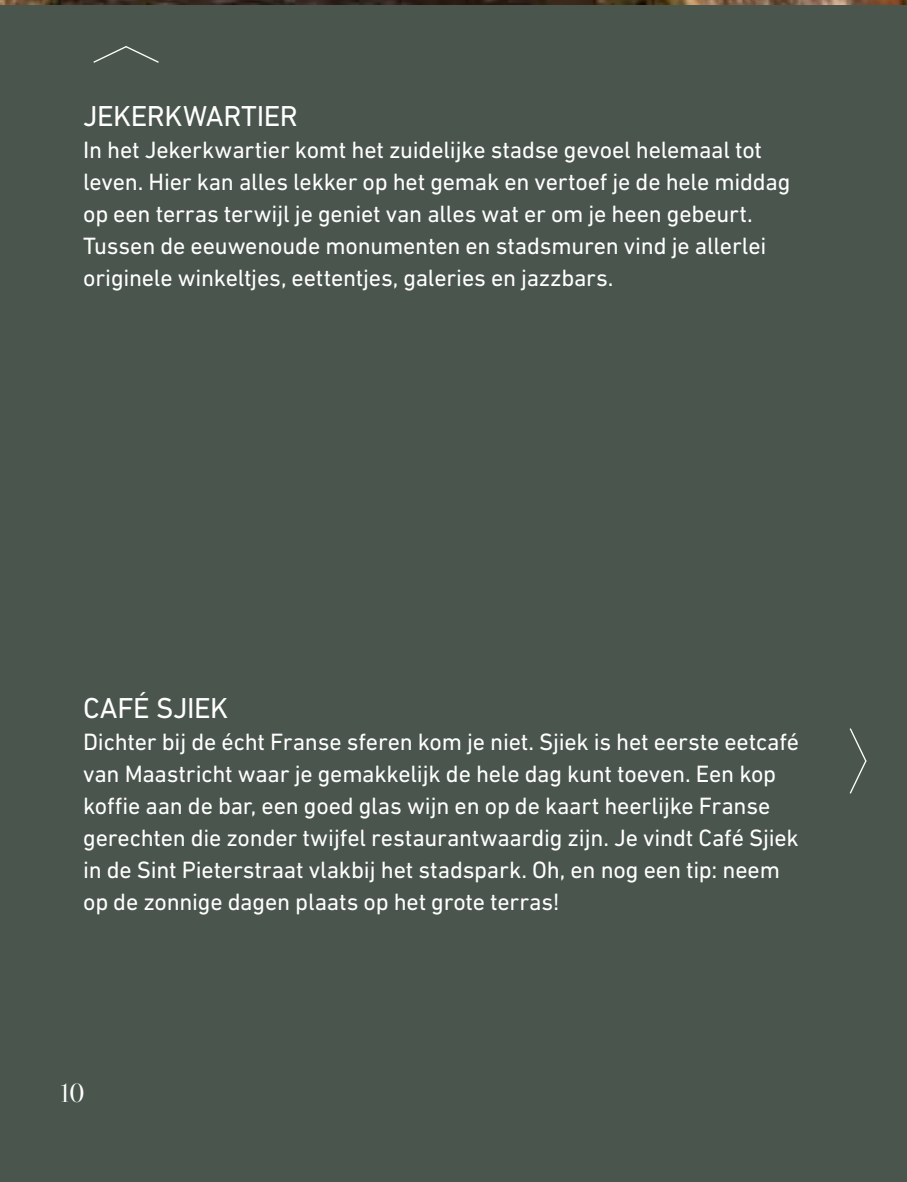 JEKERKWARTIER
In het Jekerkwartier komt het zuidelijke stadse gevoel helemaal tot
leven. Hier kan alles lekker op het gemak en vertoef je de hele middag
op een terras terwijl je geniet van alles wat er om je heen gebeurt.
Tussen de eeuwenoude monumenten en stadsmuren vind je allerlei
originele winkeltjes, eettentjes, galeries en jazzbars.
CAFÉ SJIEK
Dichter bij de écht Franse sferen kom je niet. Sjiek is het eerste eetcafé
van Maastricht waar je gemakkelijk de hele dag kunt toeven. Een kop
koffie aan de bar, een goed glas wijn en op de kaart heerlijke Franse
gerechten die zonder twijfel restaurantwaardig zijn. Je vindt Café Sjiek
in de Sint Pieterstraat vlakbij het stadspark. Oh, en nog een tip: neem
op de zonnige dagen plaats op het grote terras!
10